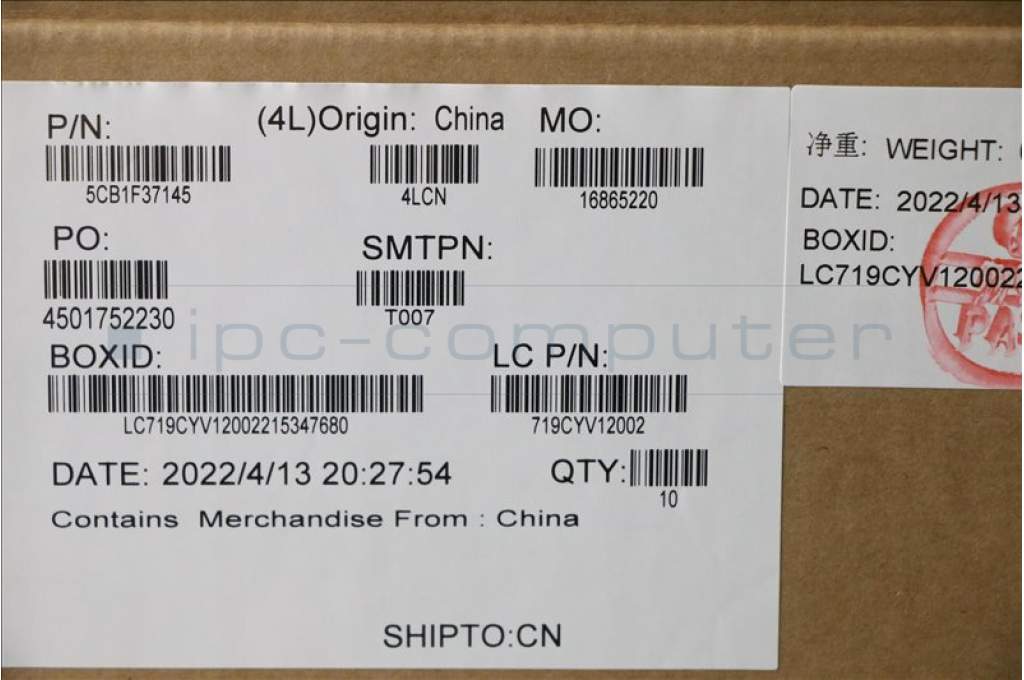 P/N:
(4L)Origin: China
MO:
5CB1F37145
4LCN
16865220
PO:
SMTPN:
4501752230
T007
ipc-computer
BOXID:
LC P/N:
LC719CYV12002215347680
719CYV12002
DATE: 2022/4/13 20:27:54
QTY:
10
Contains Merchandise From : China
SHIPTO:CN
净重: WEIGHT:
DATE: 2022/4/13
BOXID:
LC719CYV12002
PA